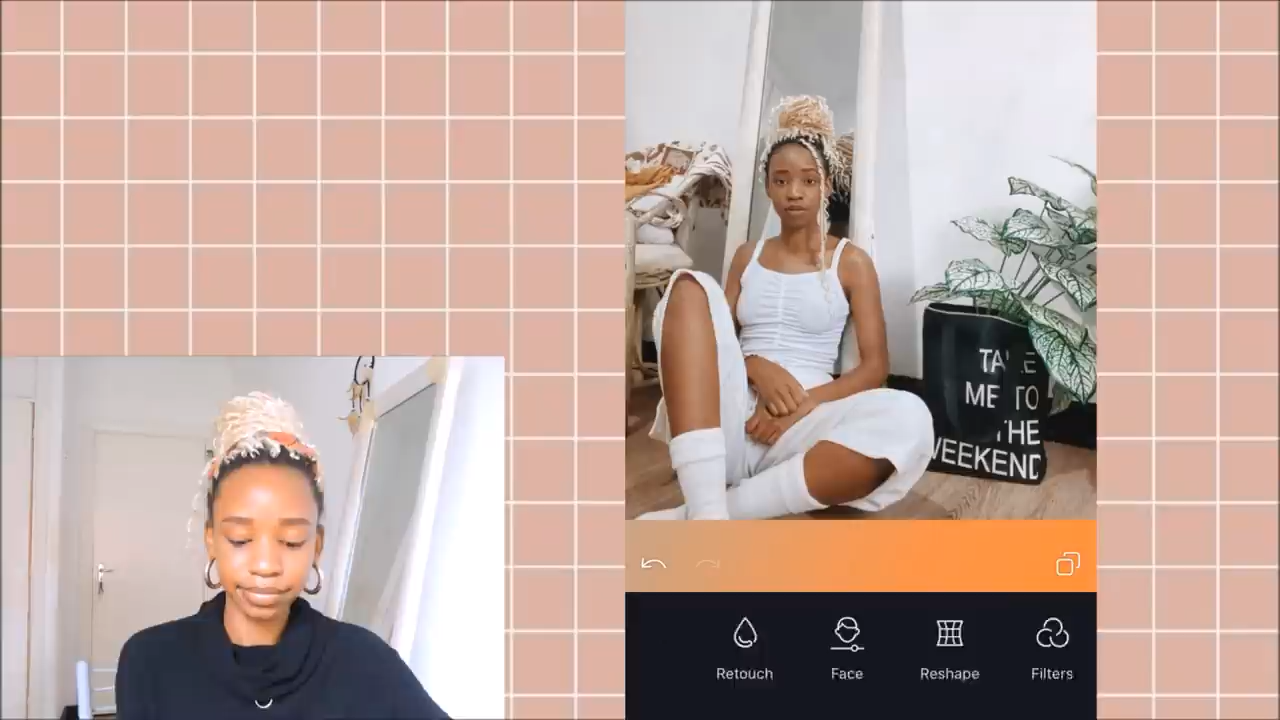 TAKE
ME TO
THE
WEEKEND
Retouch
Face
Reshape
Filters